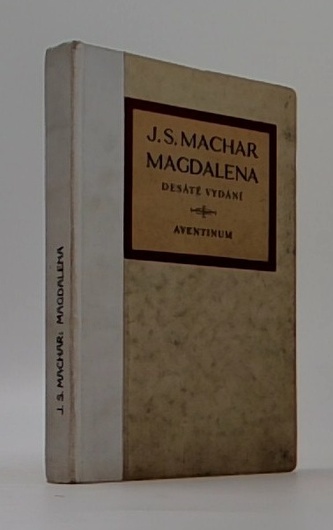 J. S. MACHAR
MAGDALENA
DESÁTÉ VYDÁNÍ
AVENTINUM
J. S. MACHAR: MAGDALENA